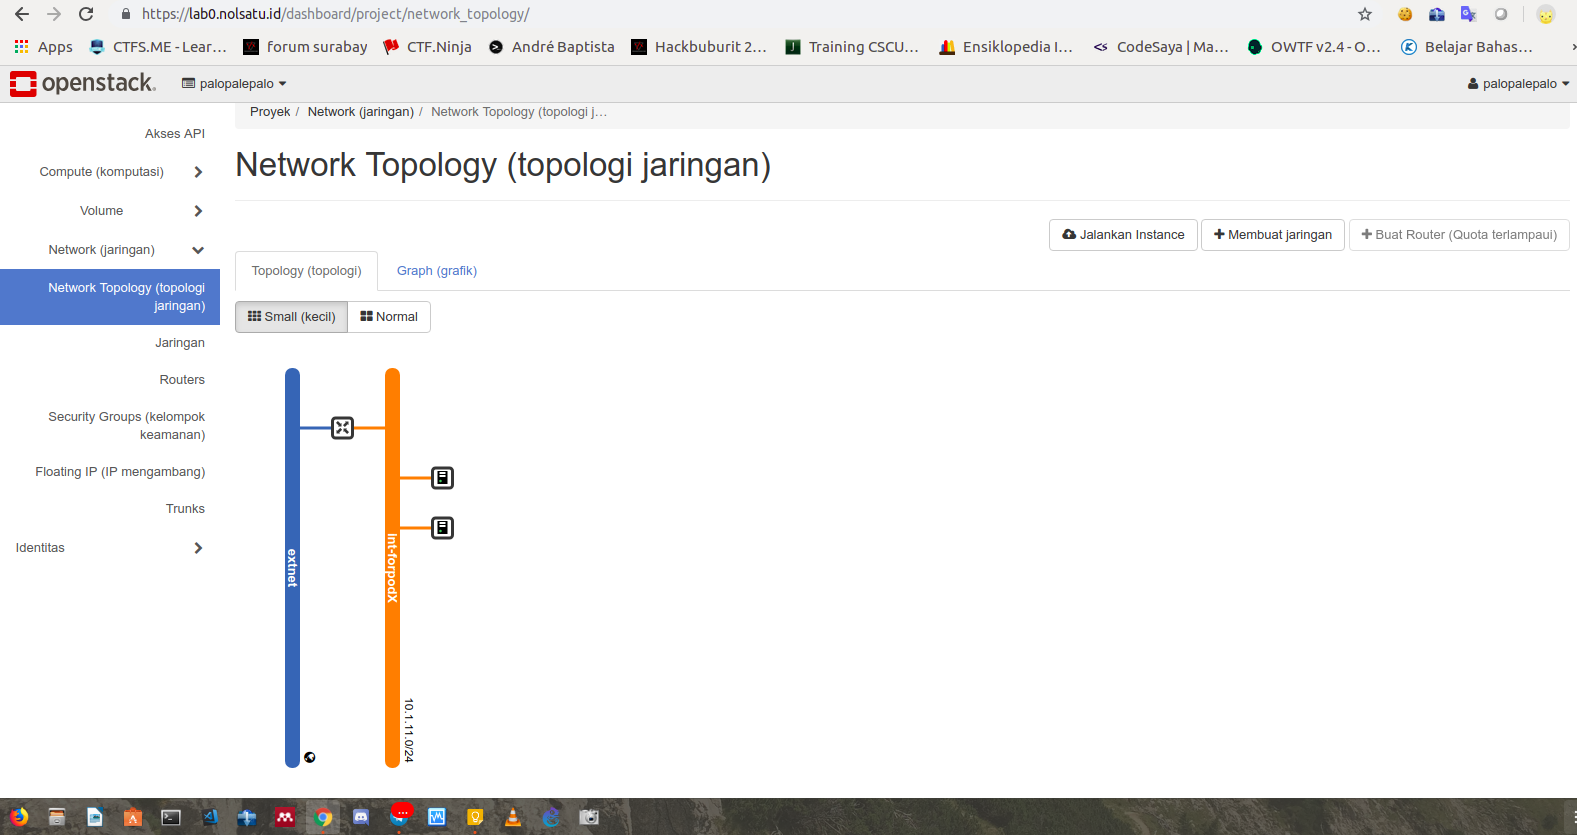 https://lab0.nolsatu.id/dashboard/project/network_topology/
Apps CTFS.ME - Lear... forum surabay CTF.Ninja André Baptista Hackbuburit 2... Training CSCU... Ensiklopedia I... CodeSaya | Ma... OWTF v2.4 - O... Belajar Bahas...
openstack. palopalepalo palopalepalo
Proyek / Network (jaringan) / Network Topology (topologi j...
Akses API
Compute (komputasi)
Volume
Network (jaringan)
Network Topology (topologi
jaringan)
Jaringan
Routers
Security Groups (kelompok
keamanan)
Floating IP (IP mengambang)
Trunks
Identitas
Network Topology (topologi jaringan)
Jalankan Instance Membuat jaringan Buat Router (Quota terlampaui)
Topology (topologi) Graph (grafik)
Small (kecil) Normal
extnet
Int-forpodX
10.1.11.0/24